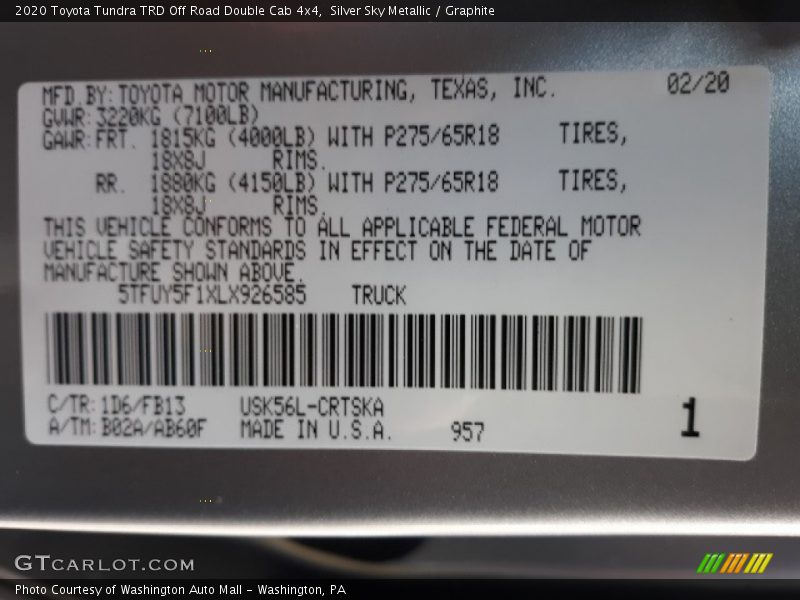 2020 Toyota Tundra TRD Off Road Double Cab 4x4, Silver Sky Metallic / Graphite
MFD.BY:TOYOTA MOTOR MANUFACTURING, TEXAS, INC. 02/20
GVWR:3220KG (7100LB)
GAWR:FRT. 1815KG (4000LB) WITH P275/65R18 TIRES,
18X8J RIMS.
RR. 1880KG (4150LB) WITH P275/65R18 TIRES,
18X8J RIMS.
THIS VEHICLE CONFORMS TO ALL APPLICABLE FEDERAL MOTOR
VEHICLE SAFETY STANDARDS IN EFFECT ON THE DATE OF
MANUFACTURE SHOWN ABOVE.
5TFUY5F1XLX926585 TRUCK
C/TR:1D6/FB13 USK56L-CRTSKA
A/TM:B02A/AB60F MADE IN U.S.A. 957 1
GTCARLOT.COM
Photo Courtesy of Washington Auto Mall - Washington, PA